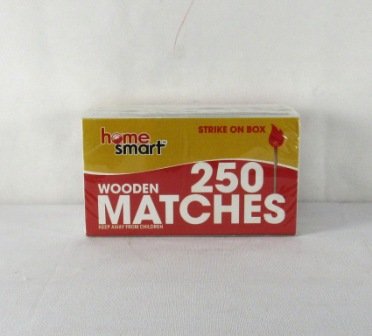 home
smart
STRIKE ON BOX
250
WOODEN
MATCHES
KEEP AWAY FROM CHILDREN